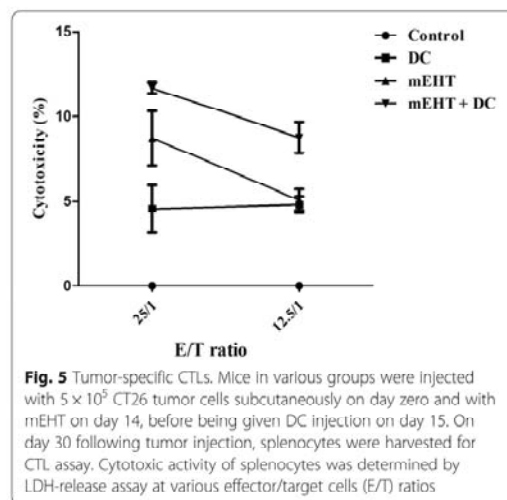 15
10
5
0
Cytotoxicity (%)
25/1
12.5/1
E/T ratio
Control
DC
mEHT
mEHT + DC
Fig. 5 Tumor-specific CTLs. Mice in various groups were injected
with 5 × 10⁵ CT26 tumor cells subcutaneously on day zero and with
mEHT on day 14, before being given DC injection on day 15. On
day 30 following tumor injection, splenocytes were harvested for
CTL assay. Cytotoxic activity of splenocytes was determined by
LDH-release assay at various effector/target cells (E/T) ratios